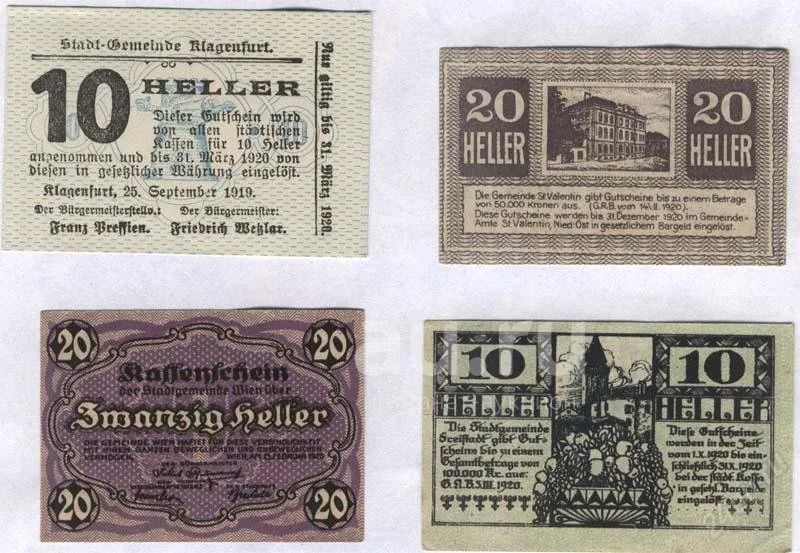 Stadt-Gemeinde Klagenfurt.
10 HELLER
Dieser Gutschein wird
von allen städtischen
Kassen für 10 Heller
angenommen und bis 31. März 1920 von
diesen in gesetzlicher Währung eingelöst.
Klagenfurt, 25. September 1919.
Der Bürgermeisterstellv.: Der Bürgermeister:
Franz Pressien. Friedrich Wetzlar.
Nur giltig bis 31. März 1920.
20 HELLER
20 HELLER
Die Gemeinde St. Valentin gibt Gutscheine bis zu einem Betrage
von 50.000 Kronen aus. (G.R.B. vom 14./II. 1920.)
Diese Gutscheine werden bis 31. Dezember 1920 im Gemeinde-
Amte St. Valentin, Nied. Öst. in gesetzlichem Bargeld eingelöst.
20 20
Kassenschein
der Stadtgemeinde Wien über
Zwanzig Heller
DIE GEMEINDE WIEN HAFTET FÜR DIESE VERBINDLICHKEIT
MIT IHREM GANZEN BEWEGLICHEN UND UNBEWEGLICHEN
VERMÖGEN.
DER BÜRGERMEISTER
20 20
10 10
HELLER HELLER
Die Stadtgemeinde
Freistadt gibt Gut-
scheine bis zu einem
Gesamtbetrage von
100.000 Kr. aus.
1920.
Diese Gutscheine
werden in der Zeit
vom 1.X.1920 bis ein-
schließlich 31.X.1920
bei der städt. Kassa
in gesetzl. Bargelde
eingelöst.
au.ru